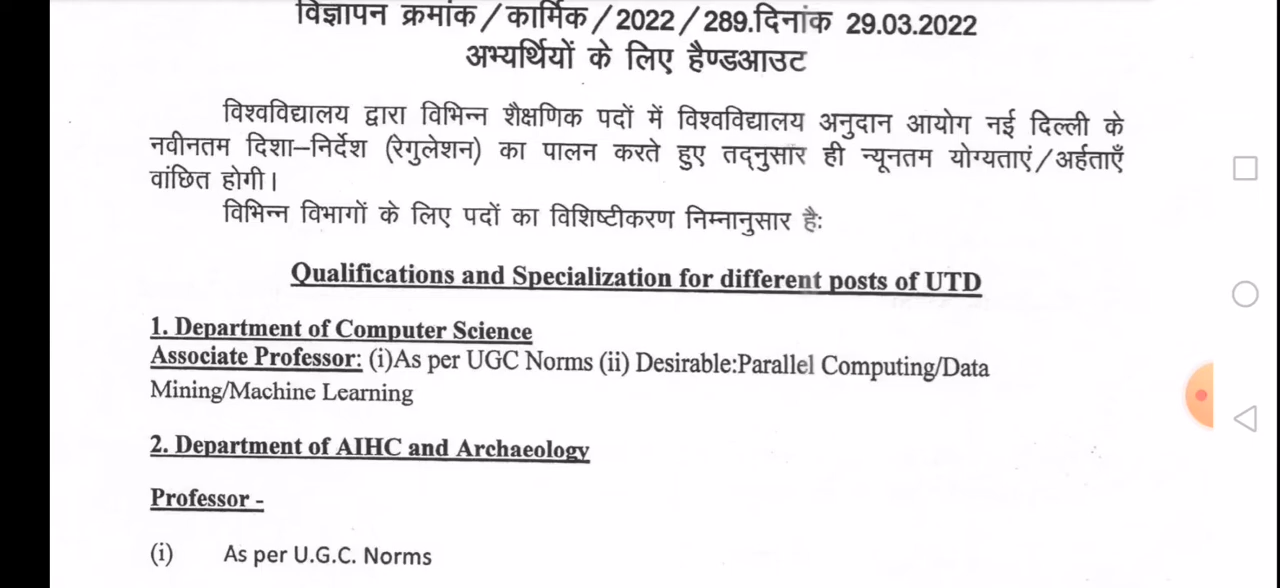 विज्ञापन क्रमांक/कार्मिक/2022/289.दिनांक 29.03.2022
अभ्यर्थियों के लिए हैण्डआउट
विश्वविद्यालय द्वारा विभिन्न शैक्षणिक पदों में विश्वविद्यालय अनुदान आयोग नई दिल्ली के
नवीनतम दिशा–निर्देश (रेगुलेशन) का पालन करते हुए तद्नुसार ही न्यूनतम योग्यताएं/अर्हताएँ
वांछित होगी।
विभिन्न विभागों के लिए पदों का विशिष्टीकरण निम्नानुसार है:
Qualifications and Specialization for different posts of UTD
1. Department of Computer Science
Associate Professor: (i)As per UGC Norms (ii) Desirable:Parallel Computing/Data
Mining/Machine Learning
2. Department of AIHC and Archaeology
Professor -
(i) As per U.G.C. Norms